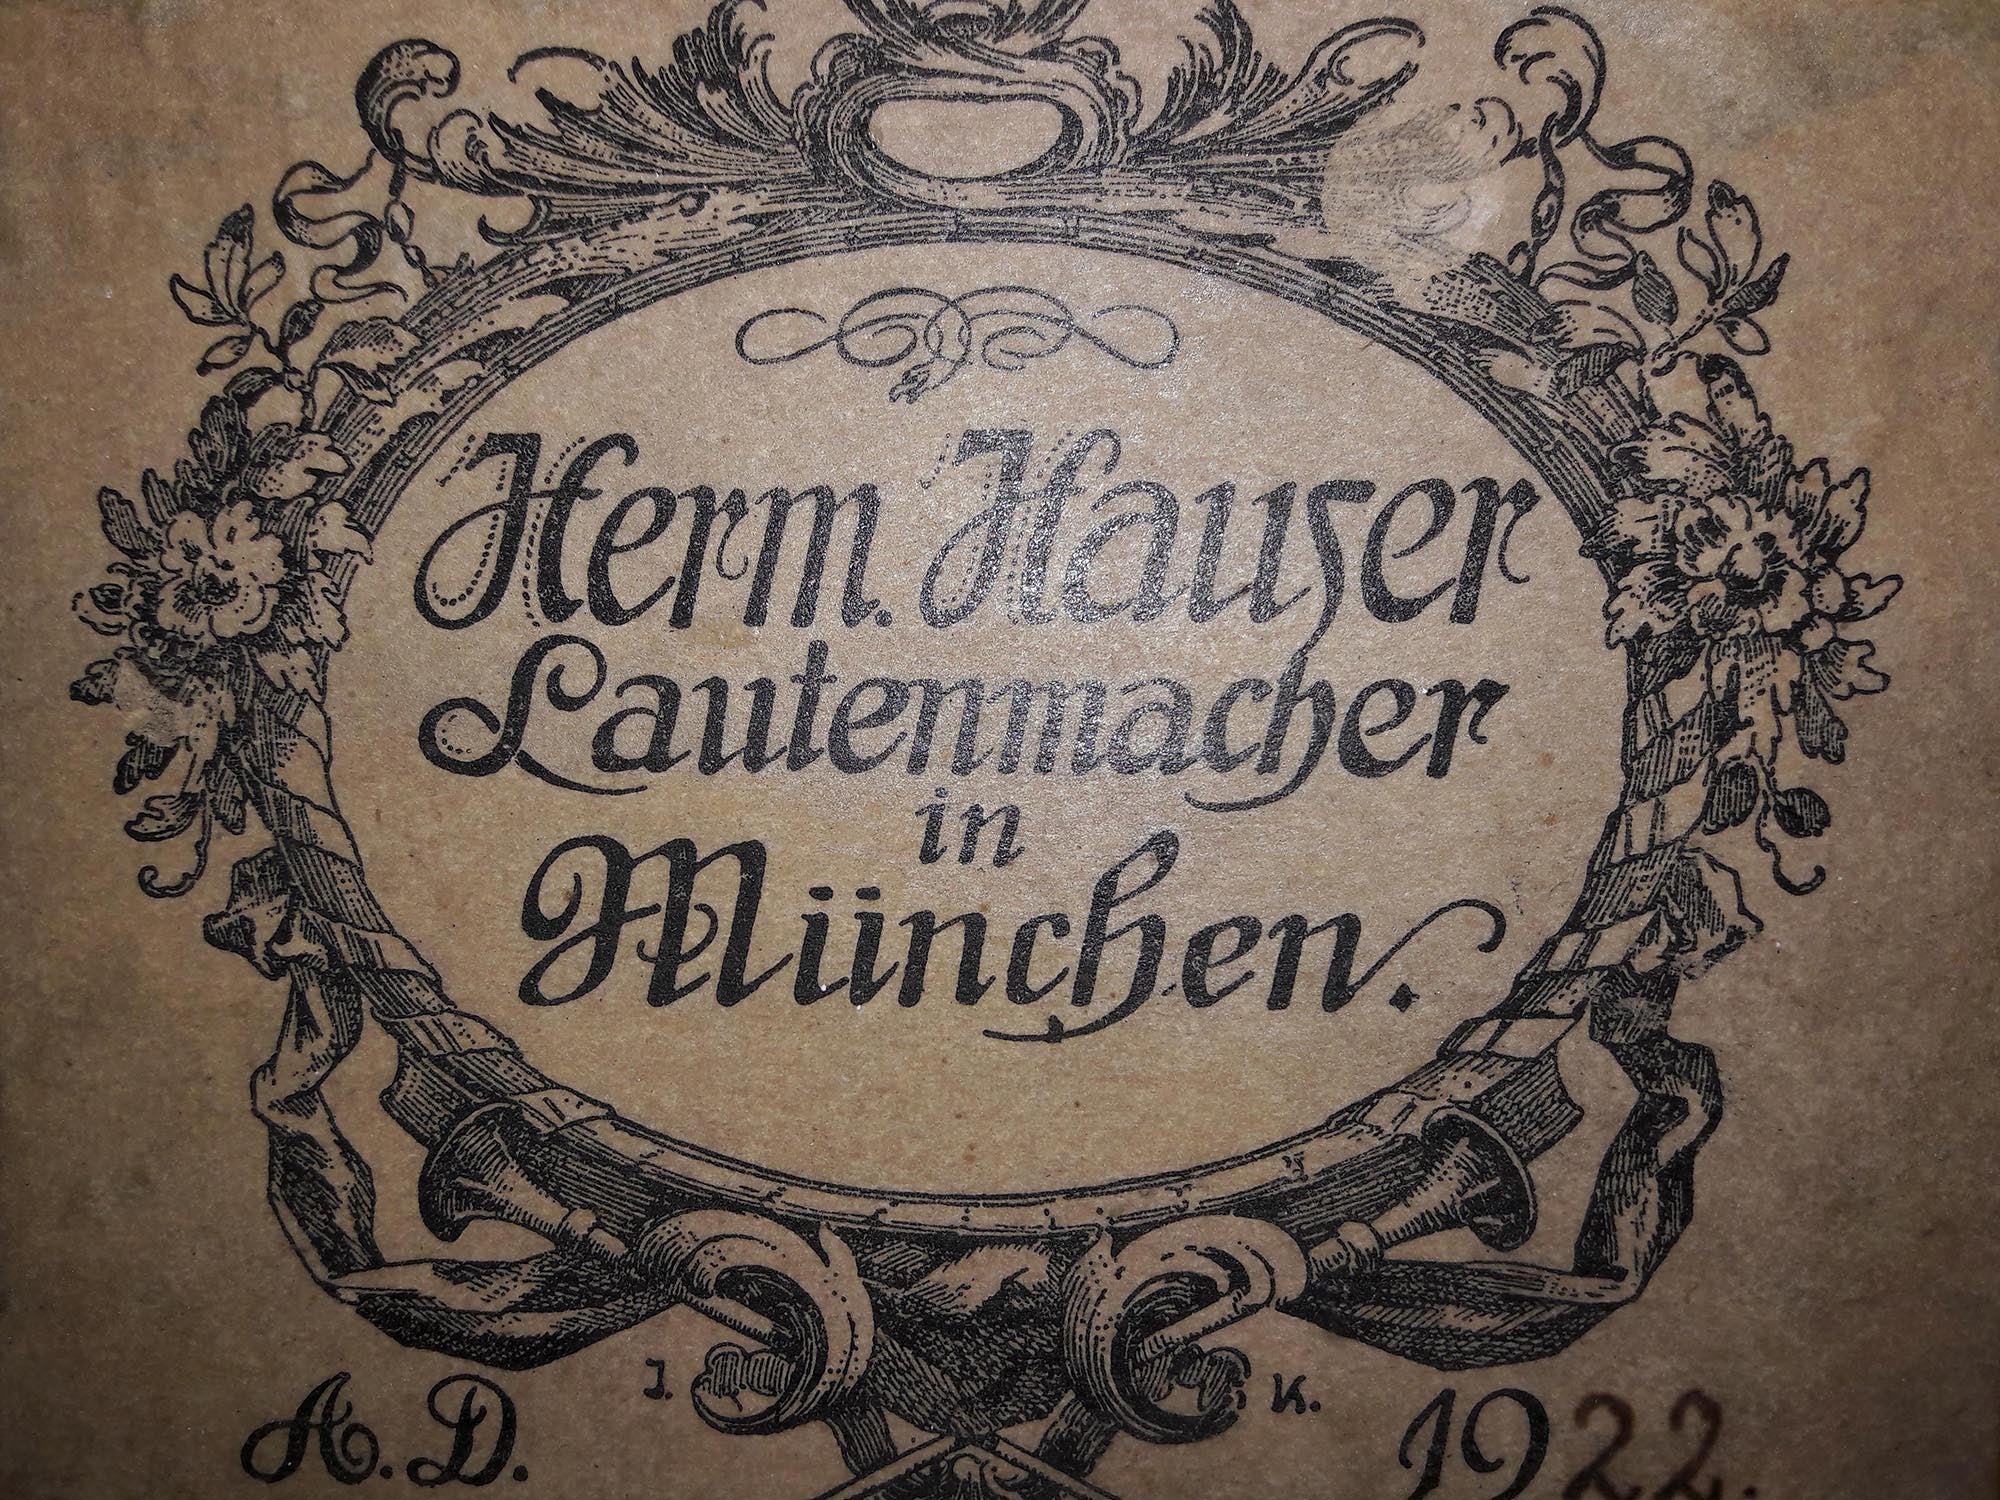 Herm. Hauser
Lautenmacher
in
München.
J. K.
A. D. 1922.